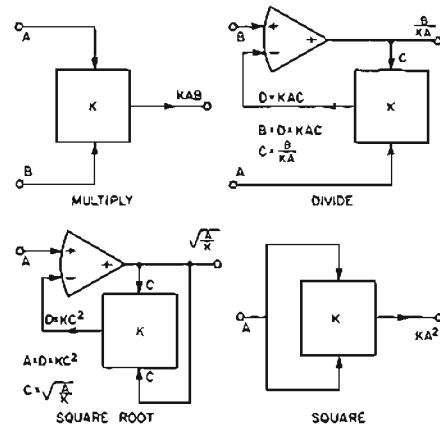 A
K
KAB
B
MULTIPLY
B
+
−
+
B/KA
C
D=KAC
K
B=D=KAC
C=B/KA
A
DIVIDE
A
+
−
+
√A/K
C
D=KC²
K
A=D=KC²
C
C=√A/K
SQUARE ROOT
A
K
KA²
SQUARE